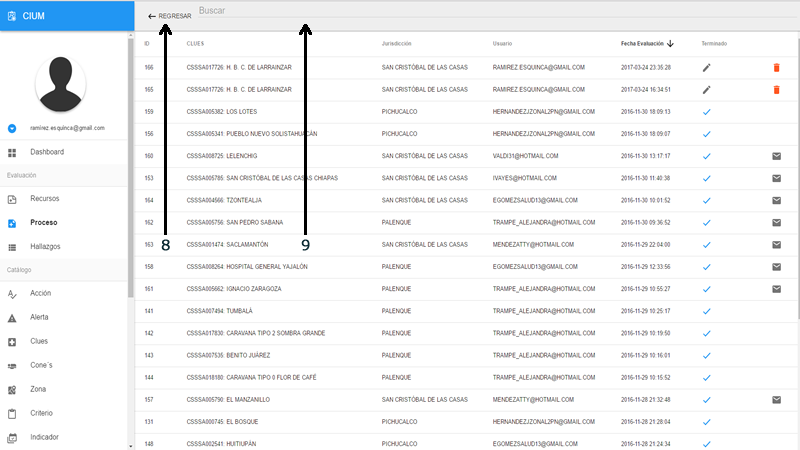 CIUM
REGRESAR
Buscar
ramirez.esquinca@gmail.com
Dashboard
Evaluación
Recursos
Proceso
Hallazgos
Catálogo
Acción
Alerta
Clues
Cone´s
Zona
Criterio
Indicador
8
9
ID CLUES Jurisdicción Usuario Fecha Evaluación Terminado
166 CSSSA017726: H. B. C. DE LARRAINZAR SAN CRISTÓBAL DE LAS CASAS RAMIREZ.ESQUINCA@GMAIL.COM 2017-03-24 23:35:28
165 CSSSA017726: H. B. C. DE LARRAINZAR SAN CRISTÓBAL DE LAS CASAS RAMIREZ.ESQUINCA@GMAIL.COM 2017-03-24 16:34:51
159 CSSSA005382: LOS LOTES PICHUCALCO HERNANDEZJZONAL2PN@GMAIL.COM 2016-11-30 18:09:13
156 CSSSA005341: PUEBLO NUEVO SOLISTAHUACÁN PICHUCALCO HERNANDEZJZONAL2PN@GMAIL.COM 2016-11-30 18:09:07
160 CSSSA008725: LELENCHIG SAN CRISTÓBAL DE LAS CASAS VALDI31@HOTMAIL.COM 2016-11-30 13:17:17
153 CSSSA005785: SAN CRISTÓBAL DE LAS CASAS CHIAPAS SAN CRISTÓBAL DE LAS CASAS IVAYES@HOTMAIL.COM 2016-11-30 11:48:38
164 CSSSA004566: TZONTEALJA SAN CRISTÓBAL DE LAS CASAS EGOMEZSALUD13@GMAIL.COM 2016-11-30 10:01:52
162 CSSSA005756: SAN PEDRO SABANA PALENQUE TRAMPE_ALEJANDRA@HOTMAIL.COM 2016-11-30 09:36:52
163 CSSSA001474: SACLAMANTÓN SAN CRISTÓBAL DE LAS CASAS MENDEZATTY@HOTMAIL.COM 2016-11-29 22:04:00
158 CSSSA008264: HOSPITAL GENERAL YAJALÓN PALENQUE EGOMEZSALUD13@GMAIL.COM 2016-11-29 12:33:56
161 CSSSA005662: IGNACIO ZARAGOZA PALENQUE TRAMPE_ALEJANDRA@HOTMAIL.COM 2016-11-29 10:55:27
141 CSSSA007494: TUMBALÁ PALENQUE TRAMPE_ALEJANDRA@HOTMAIL.COM 2016-11-29 10:25:17
142 CSSSA017830: CARAVANA TIPO 2 SOMBRA GRANDE PALENQUE TRAMPE_ALEJANDRA@HOTMAIL.COM 2016-11-29 10:19:50
143 CSSSA007535: BENITO JUÁREZ PALENQUE TRAMPE_ALEJANDRA@HOTMAIL.COM 2016-11-29 10:16:01
144 CSSSA018180: CARAVANA TIPO 0 FLOR DE CAFÉ PALENQUE TRAMPE_ALEJANDRA@HOTMAIL.COM 2016-11-29 10:15:52
157 CSSSA005790: EL MANZANILLO SAN CRISTÓBAL DE LAS CASAS MENDEZATTY@HOTMAIL.COM 2016-11-28 21:32:48
131 CSSSA000745: EL BOSQUE PICHUCALCO HERNANDEZJZONAL2PN@GMAIL.COM 2016-11-28 21:28:04
148 CSSSA002541: HUITIUPÁN PICHUCALCO EGOMEZSALUD13@GMAIL.COM 2016-11-28 21:24:34